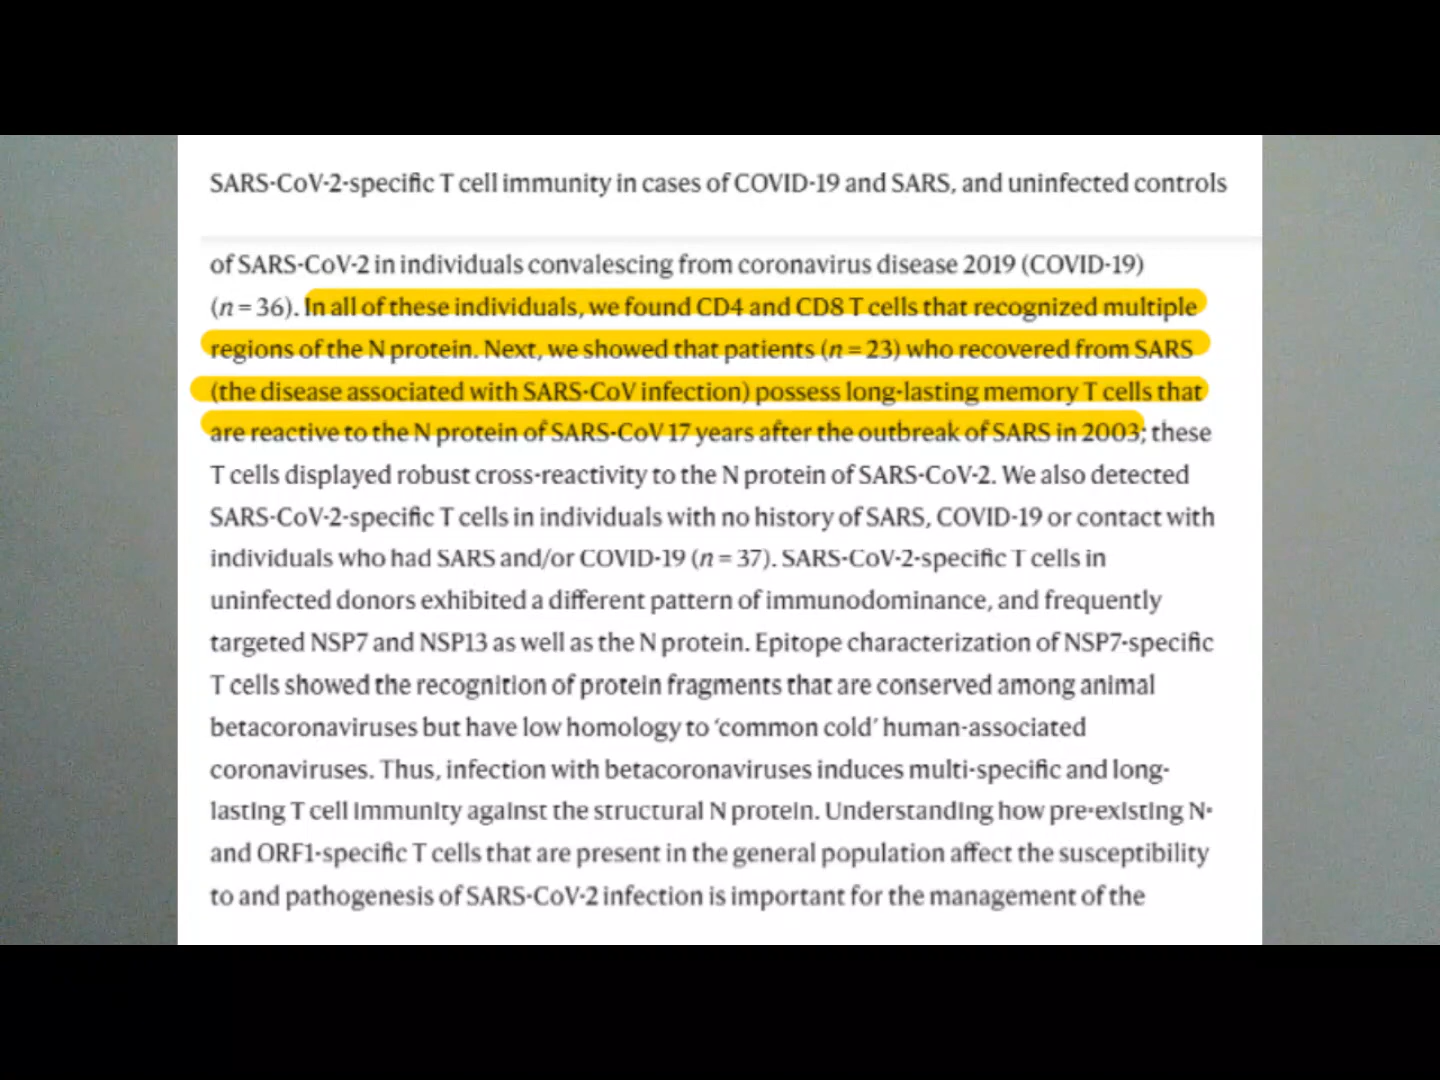 SARS-CoV-2-specific T cell immunity in cases of COVID-19 and SARS, and uninfected controls
of SARS-CoV-2 in individuals convalescing from coronavirus disease 2019 (COVID-19)
(n = 36). In all of these individuals, we found CD4 and CD8 T cells that recognized multiple
regions of the N protein. Next, we showed that patients (n = 23) who recovered from SARS
(the disease associated with SARS-CoV infection) possess long-lasting memory T cells that
are reactive to the N protein of SARS-CoV 17 years after the outbreak of SARS in 2003; these
T cells displayed robust cross-reactivity to the N protein of SARS-CoV-2. We also detected
SARS-CoV-2-specific T cells in individuals with no history of SARS, COVID-19 or contact with
individuals who had SARS and/or COVID-19 (n = 37). SARS-CoV-2-specific T cells in
uninfected donors exhibited a different pattern of immunodominance, and frequently
targeted NSP7 and NSP13 as well as the N protein. Epitope characterization of NSP7-specific
T cells showed the recognition of protein fragments that are conserved among animal
betacoronaviruses but have low homology to ‘common cold’ human-associated
coronaviruses. Thus, infection with betacoronaviruses induces multi-specific and long-
lasting T cell immunity against the structural N protein. Understanding how pre-existing N-
and ORF1-specific T cells that are present in the general population affect the susceptibility
to and pathogenesis of SARS-CoV-2 infection is important for the management of the